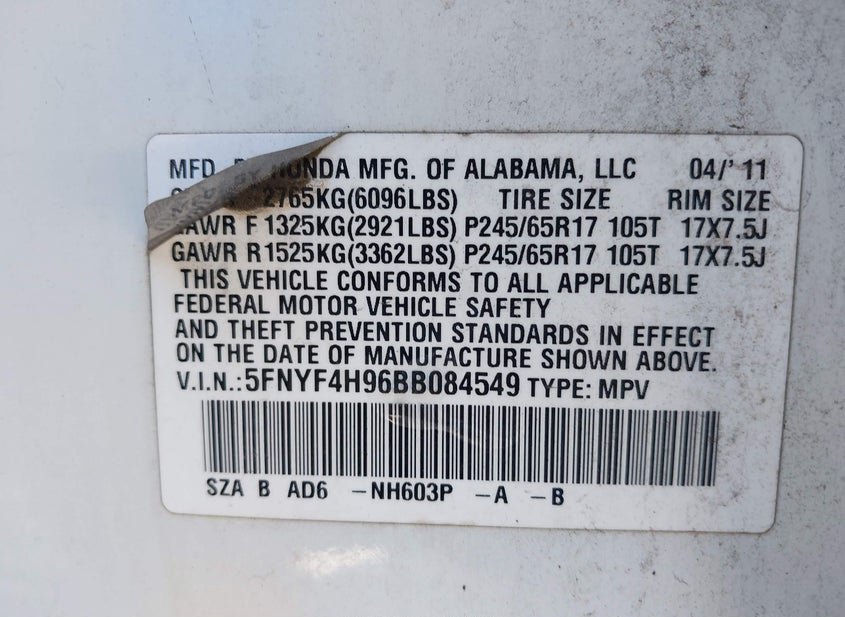 MFD. BY HONDA MFG. OF ALABAMA, LLC 04/'11
2765KG(6096LBS) TIRE SIZE RIM SIZE
GAWR F 1325KG(2921LBS) P245/65R17 105T 17X7.5J
GAWR R 1525KG(3362LBS) P245/65R17 105T 17X7.5J
THIS VEHICLE CONFORMS TO ALL APPLICABLE
FEDERAL MOTOR VEHICLE SAFETY
AND THEFT PREVENTION STANDARDS IN EFFECT
ON THE DATE OF MANUFACTURE SHOWN ABOVE.
V.I.N.:5FNYF4H96BB084549 TYPE: MPV
SZA B AD6 -NH603P -A -B